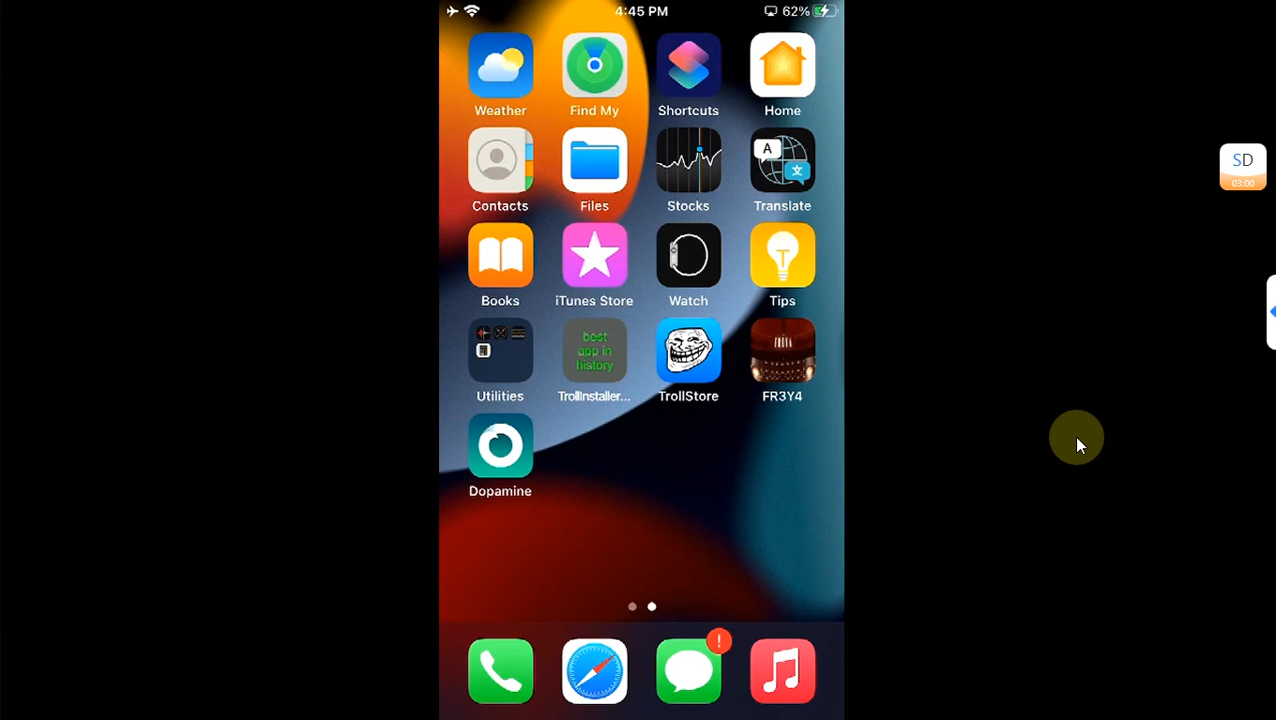 4:45 PM
62%
Weather
Find My
Shortcuts
Home
A
文
SD
03:00
Contacts
Files
Stocks
Translate
Books
iTunes Store
Watch
Tips
best
app in
history
Utilities
TrollInstaller...
TrollStore
FR3Y4
Dopamine
!